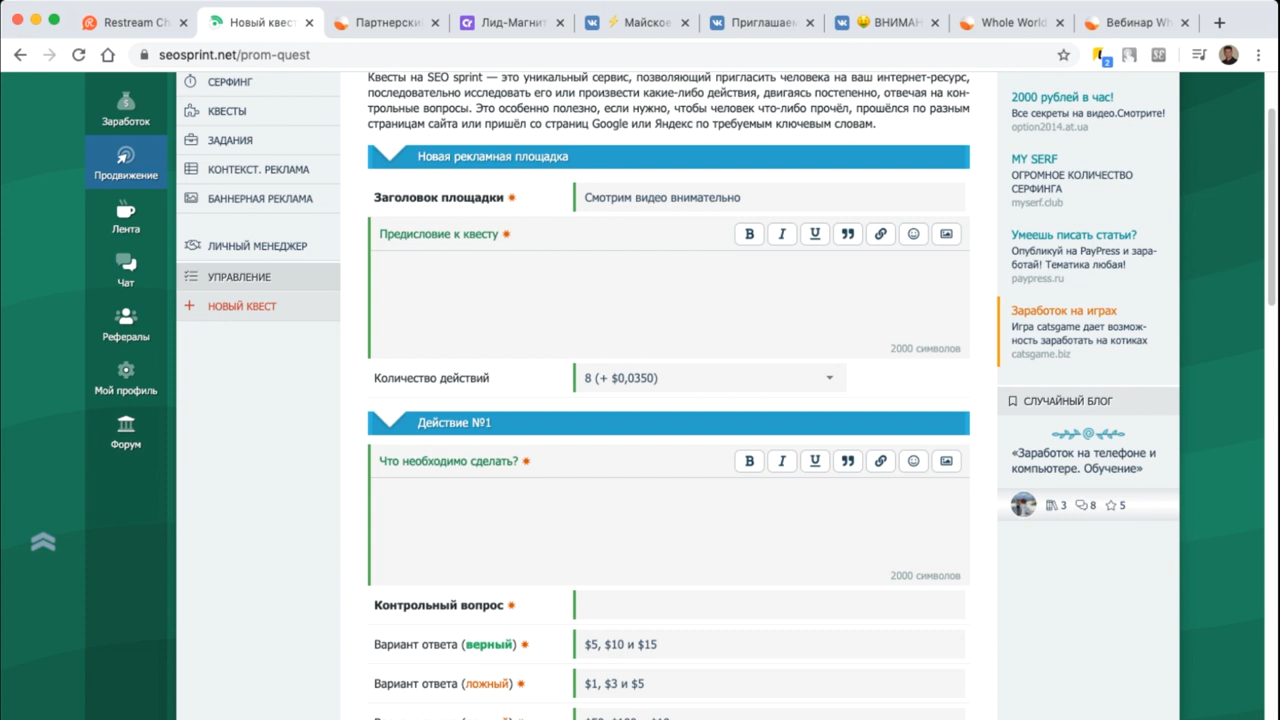 Restream Ch
Новый квест
Партнерски
Лид-Магнит
⚡ Майское
Приглашаем
🤑 ВНИМАН
Whole World
Вебинар Wh
seosprint.net/prom-quest
2
Заработок
Продвижение
Лента
Чат
Рефералы
Мой профиль
Форум
СЕРФИНГ
КВЕСТЫ
ЗАДАНИЯ
КОНТЕКСТ. РЕКЛАМА
БАННЕРНАЯ РЕКЛАМА
ЛИЧНЫЙ МЕНЕДЖЕР
УПРАВЛЕНИЕ
+ НОВЫЙ КВЕСТ
Квесты на SEO sprint — это уникальный сервис, позволяющий пригласить человека на ваш интернет-ресурс,
последовательно исследовать его или произвести какие-либо действия, двигаясь постепенно, отвечая на кон-
трольные вопросы. Это особенно полезно, если нужно, чтобы человек что-либо прочёл, прошёлся по разным
страницам сайта или пришёл со страниц Google или Яндекс по требуемым ключевым словам.
Новая рекламная площадка
Заголовок площадки Смотрим видео внимательно
Предисловие к квесту B I U
2000 символов
Количество действий 8 (+ $0,0350)
Действие №1
Что необходимо сделать? B I U
2000 символов
Контрольный вопрос
Вариант ответа (верный) $5, $10 и $15
Вариант ответа (ложный) $1, $3 и $5
2000 рублей в час!
Все секреты на видео.Смотрите!
option2014.at.ua
MY SERF
ОГРОМНОЕ КОЛИЧЕСТВО
СЕРФИНГА
myserf.club
Умеешь писать статьи?
Опубликуй на PayPress и зара-
ботай! Тематика любая!
paypress.ru
Заработок на играх
Игра catsgame дает возмож-
ность заработать на котиках
catsgame.biz
СЛУЧАЙНЫЙ БЛОГ
«Заработок на телефоне и
компьютере. Обучение»
3 8 5